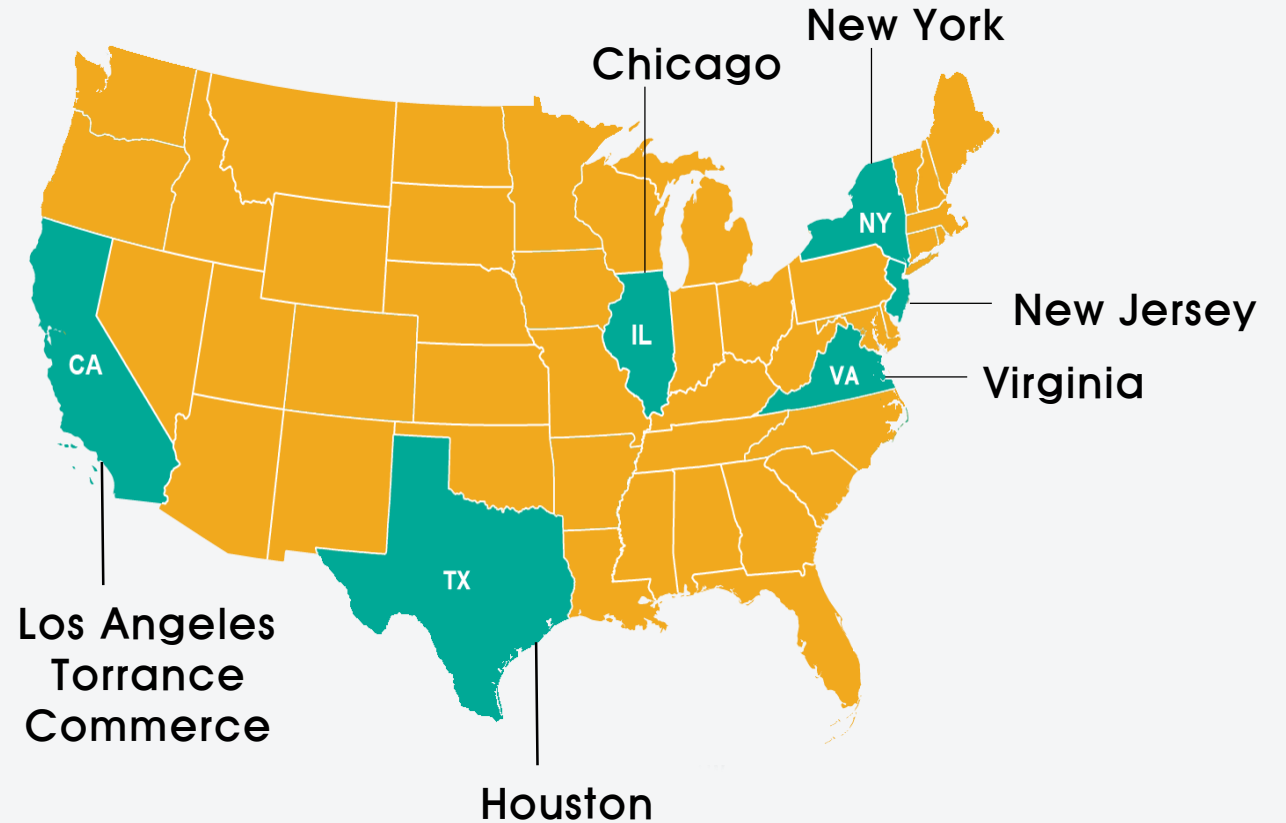 New York
Chicago
NY
New Jersey
IL
CA
VA
Virginia
TX
Los Angeles
Torrance
Commerce
Houston